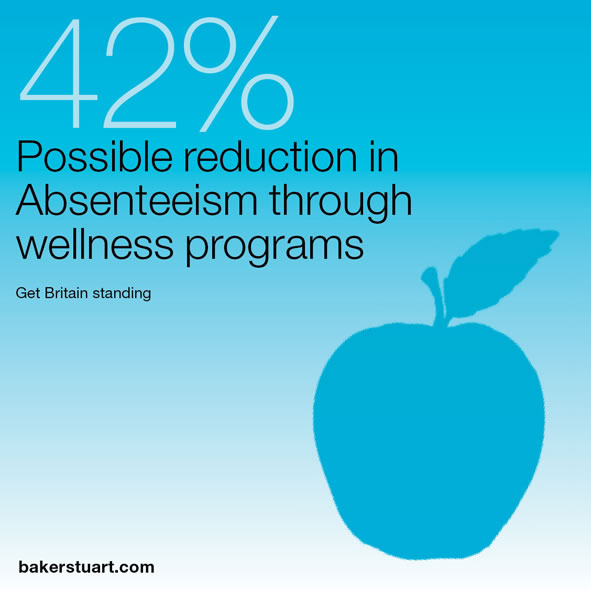 42%
Possible reduction in
Absenteeism through
wellness programs
Get Britain standing
bakerstuart.com